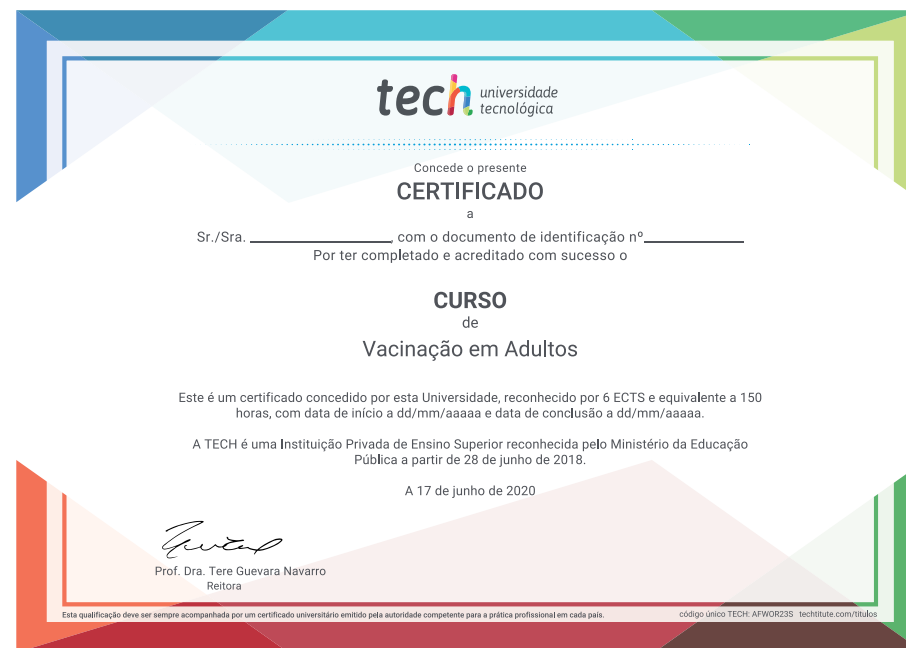 tech universidade
tecnológica
Concede o presente
CERTIFICADO
a
Sr./Sra. ________________, com o documento de identificação nº____________
Por ter completado e acreditado com sucesso o
CURSO
de
Vacinação em Adultos
Este é um certificado concedido por esta Universidade, reconhecido por 6 ECTS e equivalente a 150
horas, com data de início a dd/mm/aaaaa e data de conclusão a dd/mm/aaaaa.
A TECH é uma Instituição Privada de Ensino Superior reconhecida pelo Ministério da Educação
Pública a partir de 28 de junho de 2018.
A 17 de junho de 2020
Prof. Dra. Tere Guevara Navarro
Reitora
Esta qualificação deve ser sempre acompanhada por um certificado universitário emitido pela autoridade competente para a prática profissional em cada país.
código único TECH: AFWOR23S techtitute.com/titulos